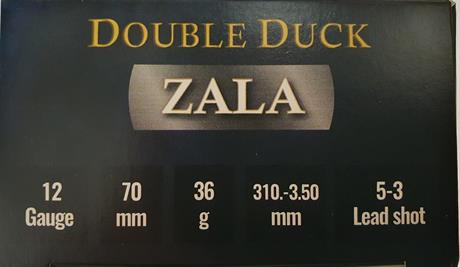 DOUBLE DUCK
ZALA
12 70 36 310.-3.50 5-3
Gauge mm g mm Lead shot